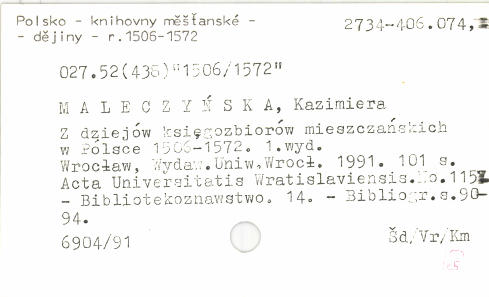 Polsko - knihovny měšťanské -
- dějiny - r.1506-1572
2734-406.074,
027.52(438)"1506/1572"
M A L E C Z Y Ń S K A, Kazimiera
Z dziejów księgozbiorów mieszczańskich
w Polsce 1506-1572. 1.wyd.
Wrocław, Wydaw.Uniw.Wrocł. 1991. 101 s.
Acta Universitatis Wratislaviensis.No.1157
- Bibliotekoznawstwo. 14. - Bibliogr.s.90-
94.
6904/91
Šd/Vr/Km